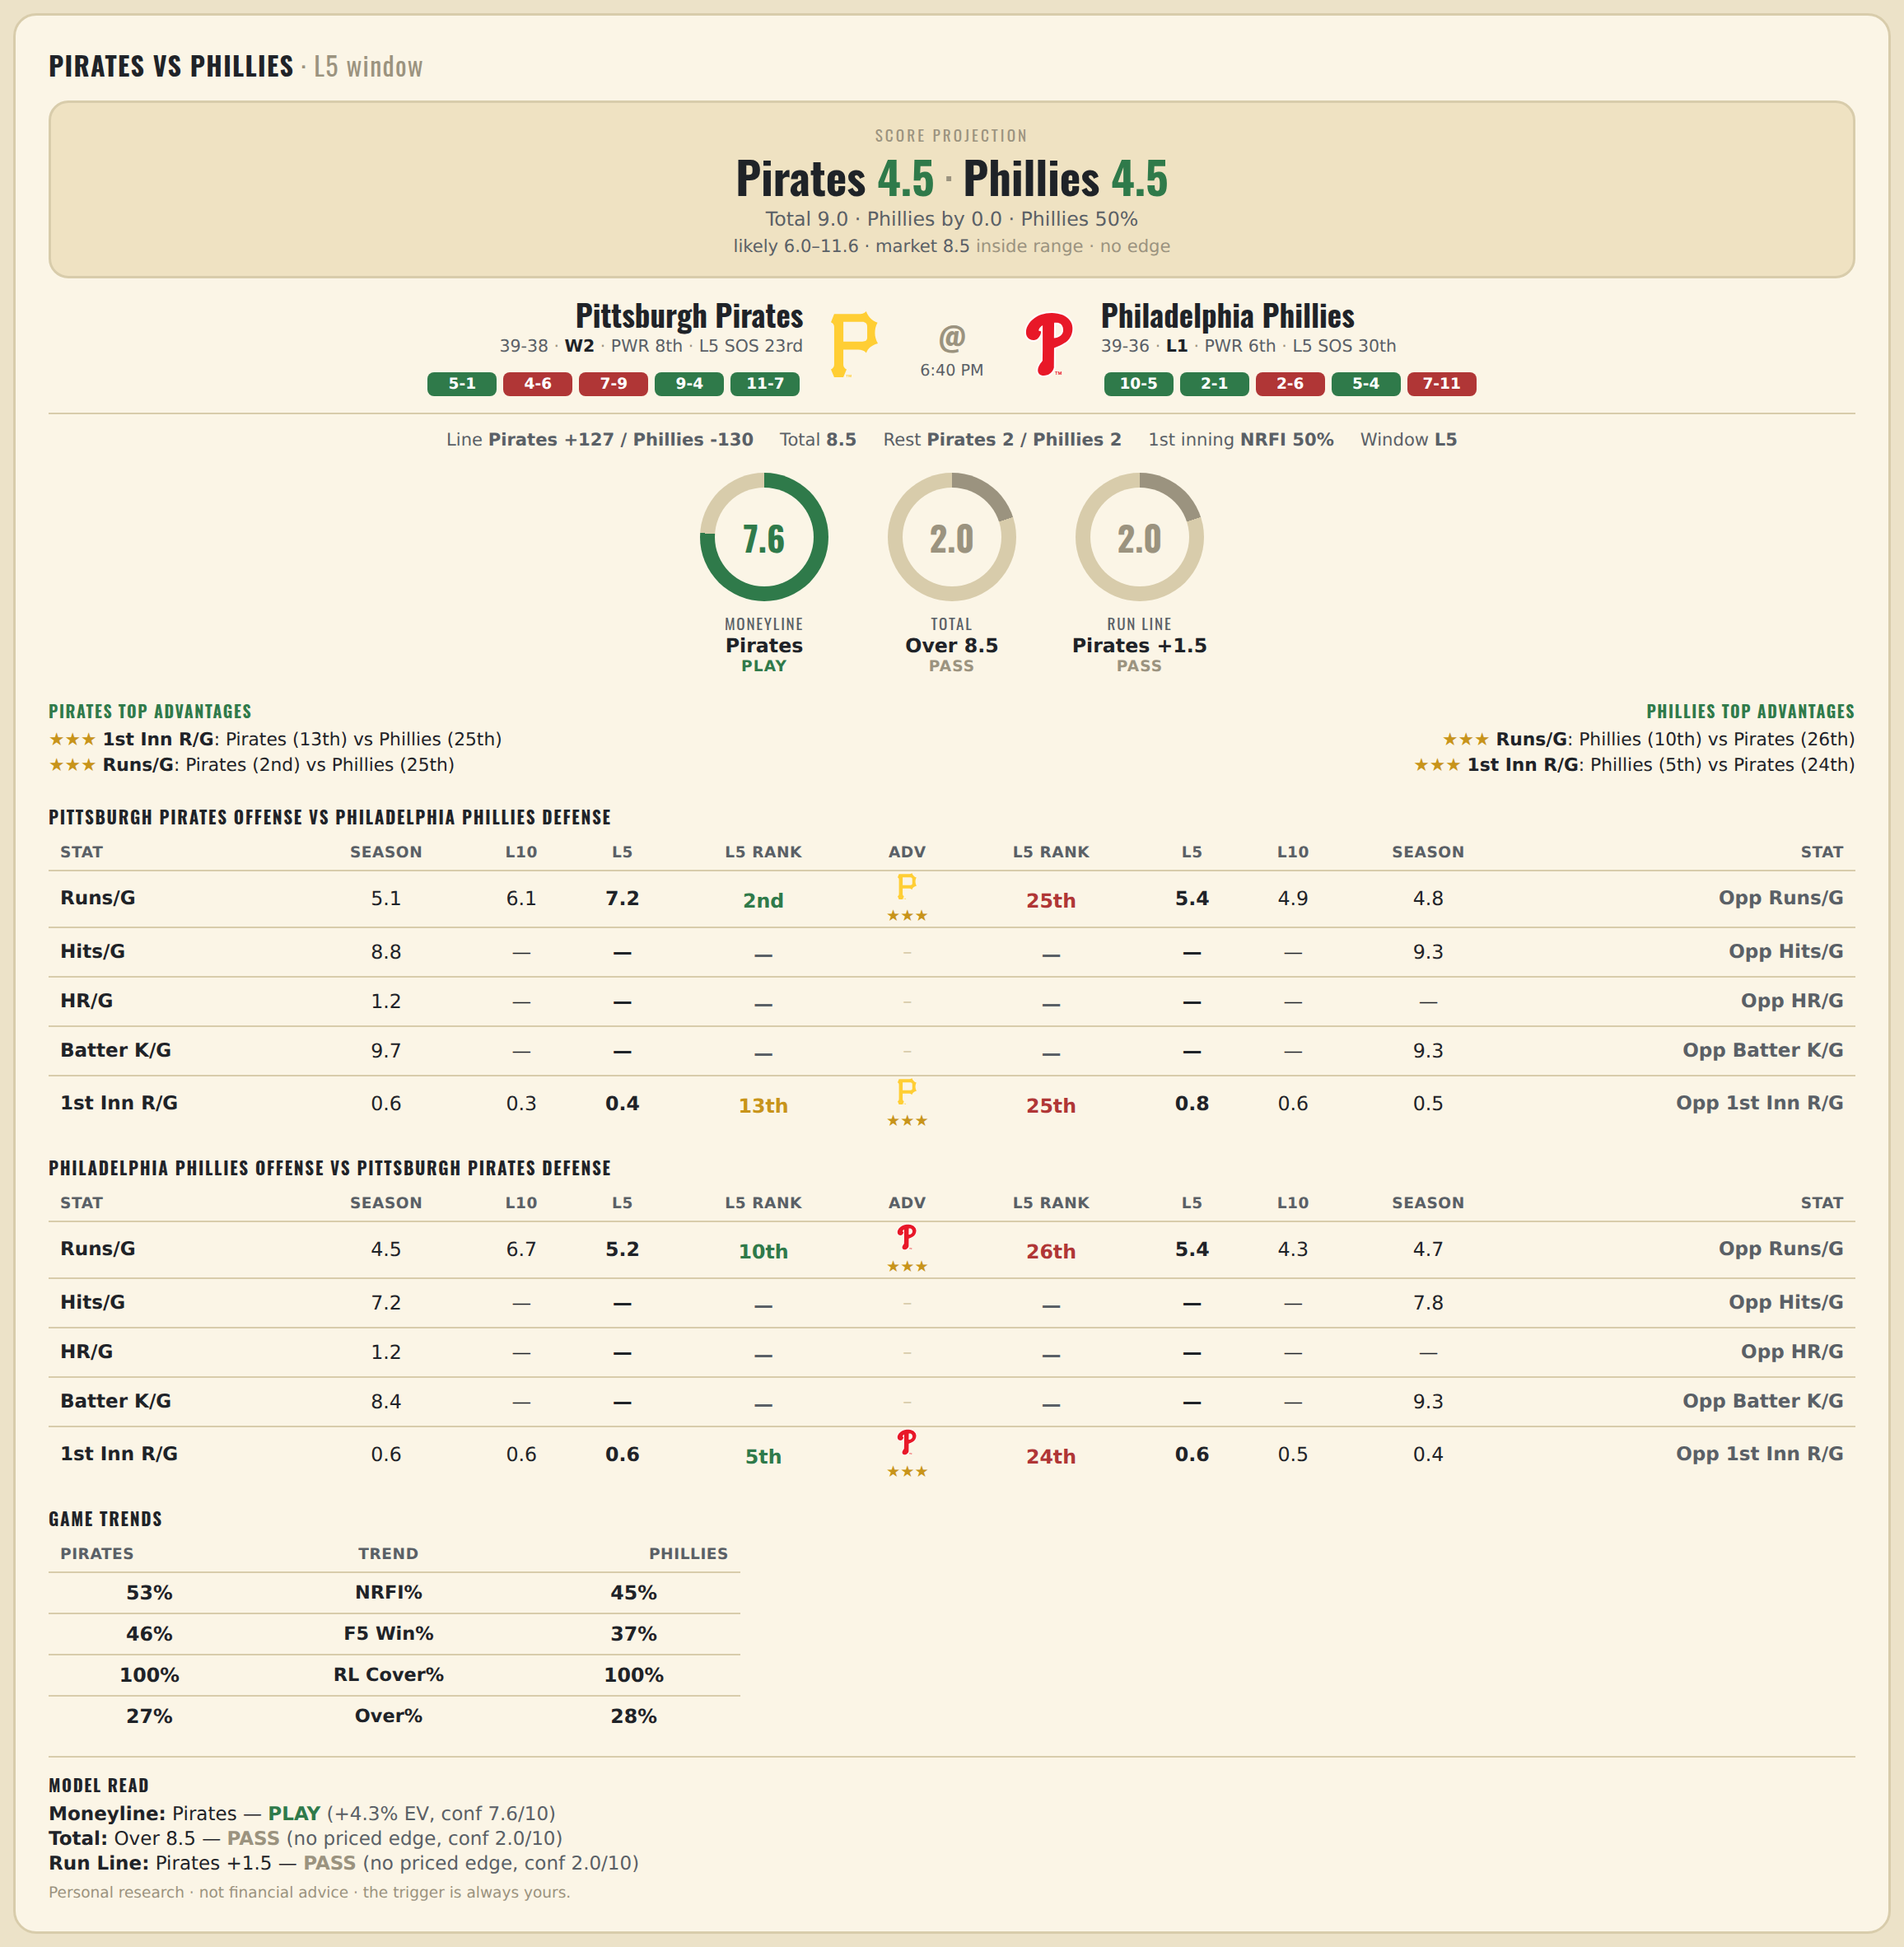 PIRATES VS PHILLIES · L5 window
SCORE PROJECTION
Pirates 4.5 · Phillies 4.5
Total 9.0 · Phillies by 0.0 · Phillies 50%
likely 6.0–11.6 · market 8.5 inside range · no edge
Pittsburgh Pirates
39-38 · W2 · PWR 8th · L5 SOS 23rd
5-1 4-6 7-9 9-4 11-7
@
6:40 PM
Philadelphia Phillies
39-36 · L1 · PWR 6th · L5 SOS 30th
10-5 2-1 2-6 5-4 7-11
Line Pirates +127 / Phillies -130 Total 8.5 Rest Pirates 2 / Phillies 2 1st inning NRFI 50% Window L5
7.6
MONEYLINE
Pirates
PLAY
2.0
TOTAL
Over 8.5
PASS
2.0
RUN LINE
Pirates +1.5
PASS
PIRATES TOP ADVANTAGES
★★★ 1st Inn R/G: Pirates (13th) vs Phillies (25th)
★★★ Runs/G: Pirates (2nd) vs Phillies (25th)
PHILLIES TOP ADVANTAGES
★★★ Runs/G: Phillies (10th) vs Pirates (26th)
★★★ 1st Inn R/G: Phillies (5th) vs Pirates (24th)
PITTSBURGH PIRATES OFFENSE VS PHILADELPHIA PHILLIES DEFENSE
STAT SEASON L10 L5 L5 RANK ADV L5 RANK L5 L10 SEASON STAT
Runs/G 5.1 6.1 7.2 2nd ★★★ 25th 5.4 4.9 4.8 Opp Runs/G
Hits/G 8.8 — — — – — — — 9.3 Opp Hits/G
HR/G 1.2 — — — – — — — — Opp HR/G
Batter K/G 9.7 — — — – — — — 9.3 Opp Batter K/G
1st Inn R/G 0.6 0.3 0.4 13th ★★★ 25th 0.8 0.6 0.5 Opp 1st Inn R/G
PHILADELPHIA PHILLIES OFFENSE VS PITTSBURGH PIRATES DEFENSE
STAT SEASON L10 L5 L5 RANK ADV L5 RANK L5 L10 SEASON STAT
Runs/G 4.5 6.7 5.2 10th ★★★ 26th 5.4 4.3 4.7 Opp Runs/G
Hits/G 7.2 — — — – — — — 7.8 Opp Hits/G
HR/G 1.2 — — — – — — — — Opp HR/G
Batter K/G 8.4 — — — – — — — 9.3 Opp Batter K/G
1st Inn R/G 0.6 0.6 0.6 5th ★★★ 24th 0.6 0.5 0.4 Opp 1st Inn R/G
GAME TRENDS
PIRATES TREND PHILLIES
53% NRFI% 45%
46% F5 Win% 37%
100% RL Cover% 100%
27% Over% 28%
MODEL READ
Moneyline: Pirates — PLAY (+4.3% EV, conf 7.6/10)
Total: Over 8.5 — PASS (no priced edge, conf 2.0/10)
Run Line: Pirates +1.5 — PASS (no priced edge, conf 2.0/10)
Personal research · not financial advice · the trigger is always yours.